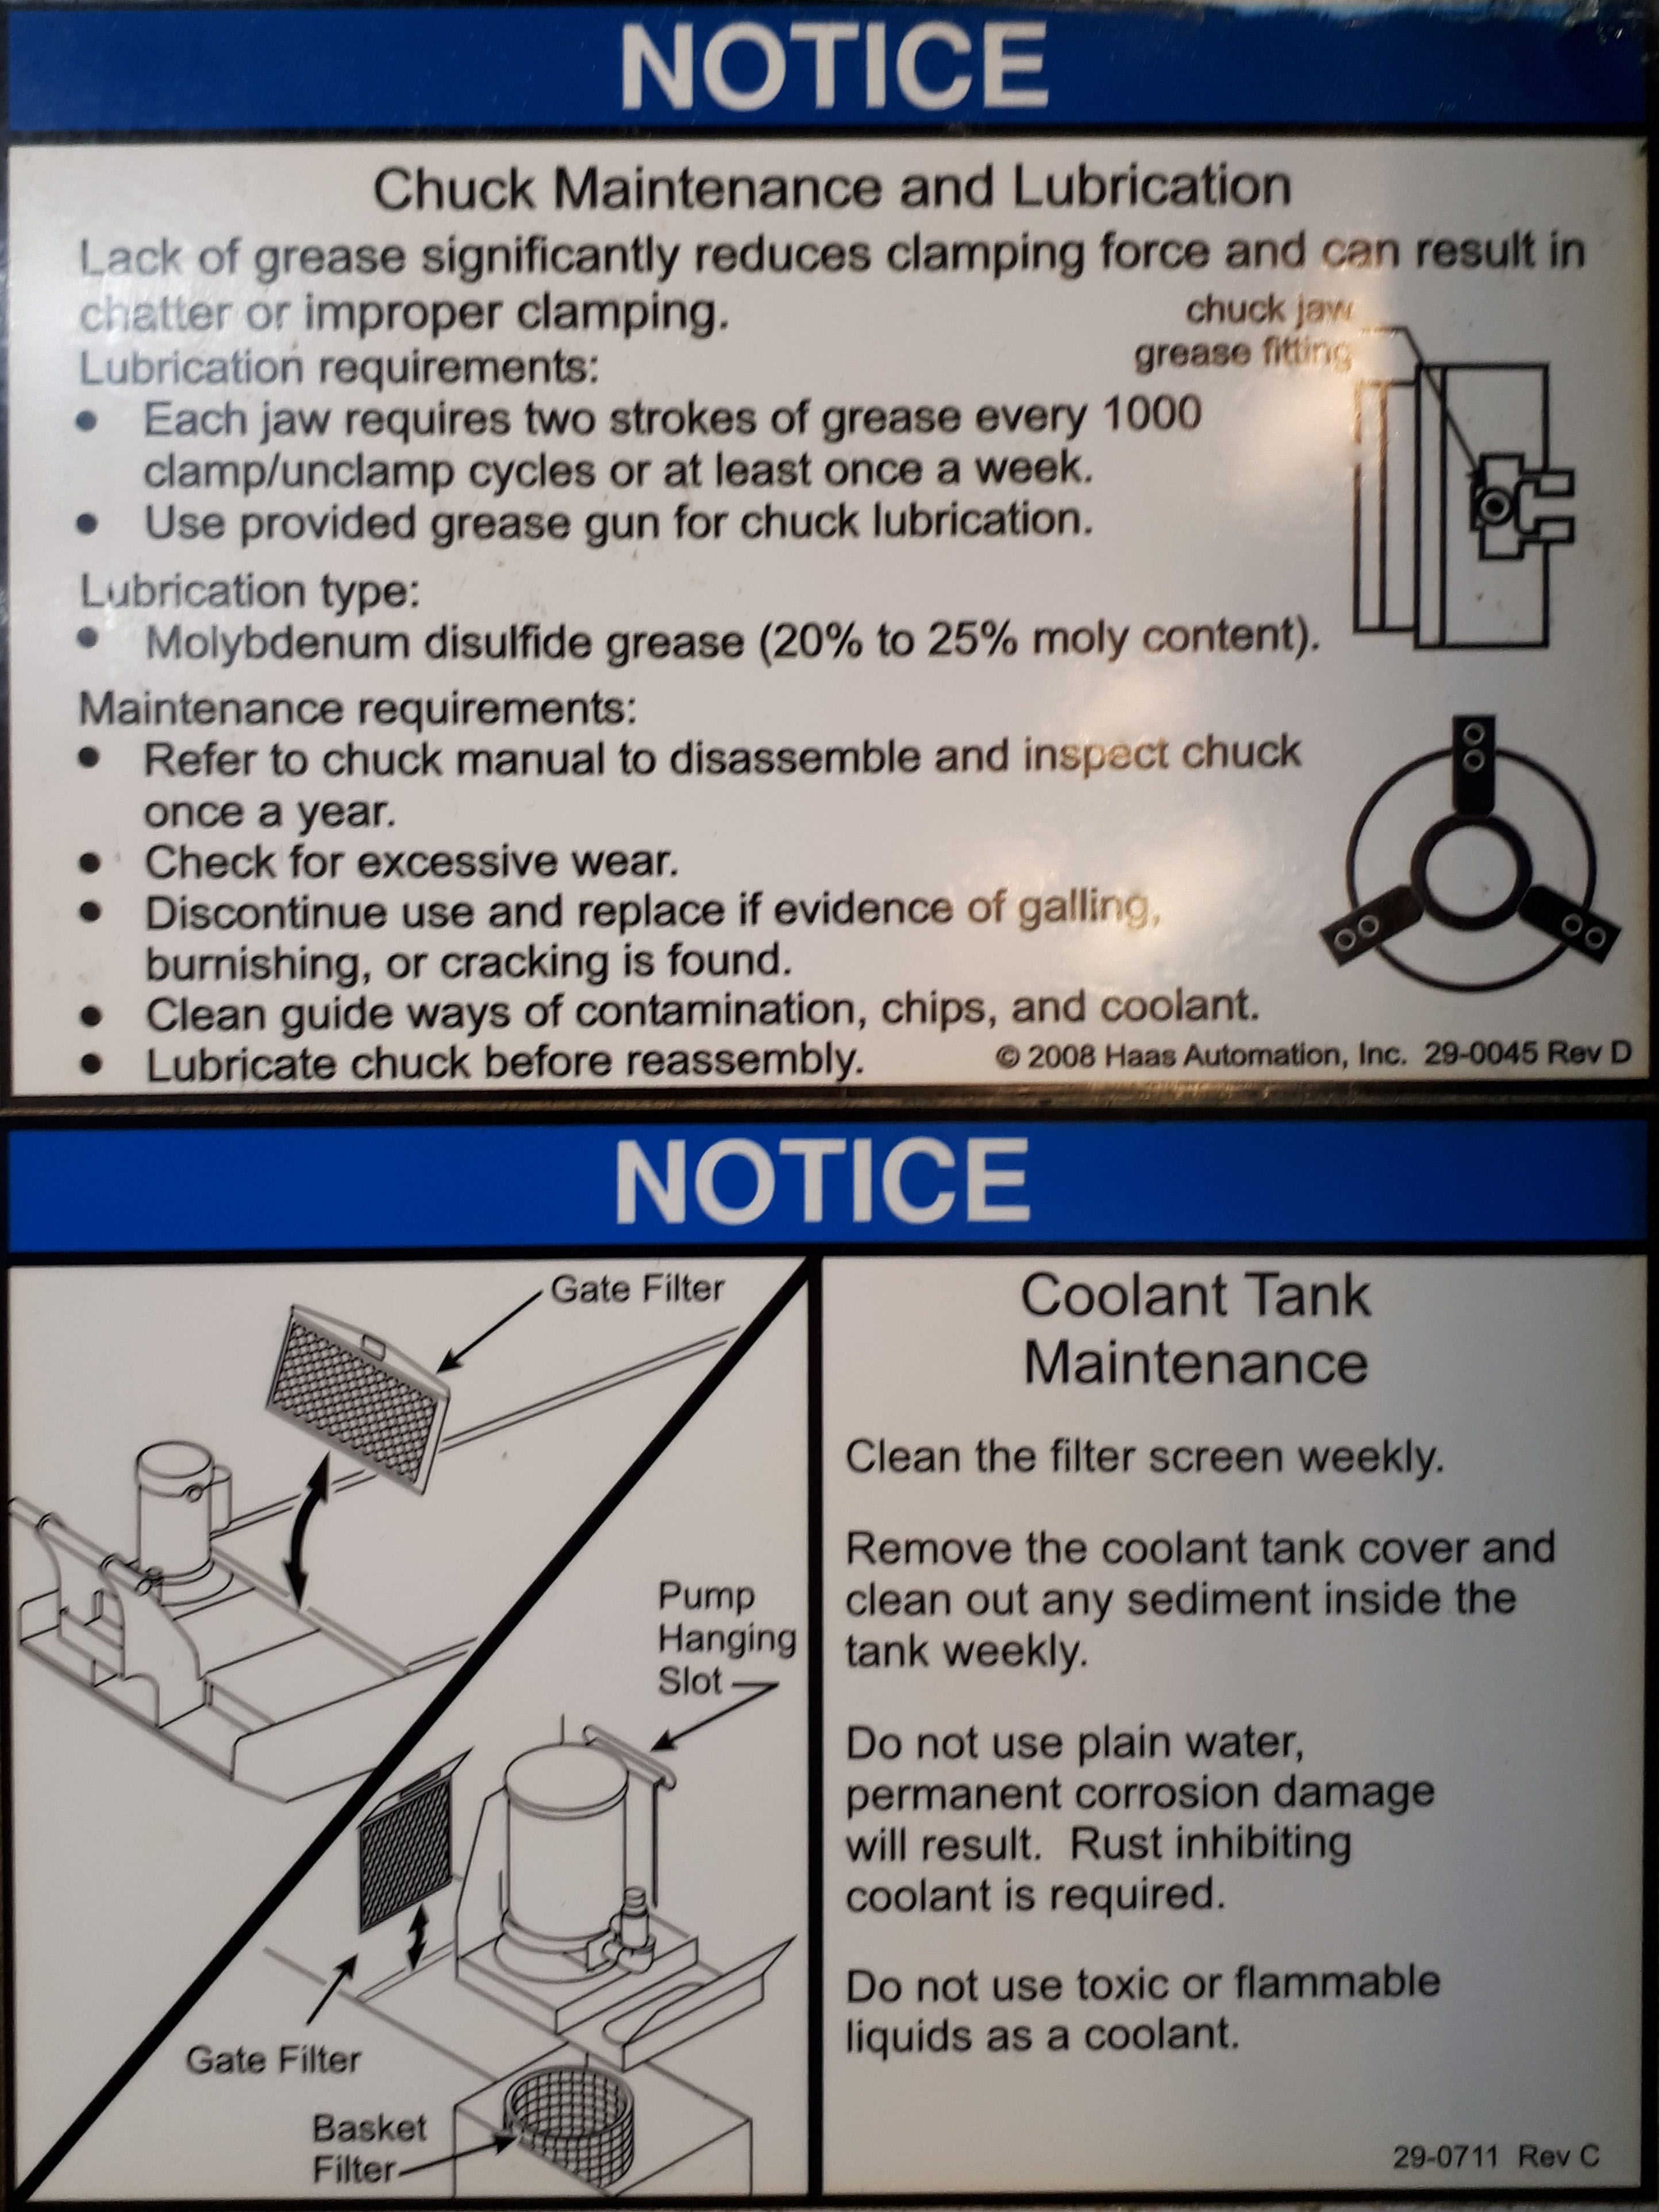 NOTICE
Chuck Maintenance and Lubrication
Lack of grease significantly reduces clamping force and can result in
chatter or improper clamping.
chuck jaw
grease fitting
Lubrication requirements:
• Each jaw requires two strokes of grease every 1000
clamp/unclamp cycles or at least once a week.
• Use provided grease gun for chuck lubrication.
Lubrication type:
• Molybdenum disulfide grease (20% to 25% moly content).
Maintenance requirements:
• Refer to chuck manual to disassemble and inspect chuck
once a year.
• Check for excessive wear.
• Discontinue use and replace if evidence of galling,
burnishing, or cracking is found.
• Clean guide ways of contamination, chips, and coolant.
• Lubricate chuck before reassembly.
© 2008 Haas Automation, Inc. 29-0045 Rev D
NOTICE
Gate Filter
Pump
Hanging
Slot
Gate Filter
Basket
Filter
Coolant Tank
Maintenance
Clean the filter screen weekly.
Remove the coolant tank cover and
clean out any sediment inside the
tank weekly.
Do not use plain water,
permanent corrosion damage
will result. Rust inhibiting
coolant is required.
Do not use toxic or flammable
liquids as a coolant.
29-0711 Rev C